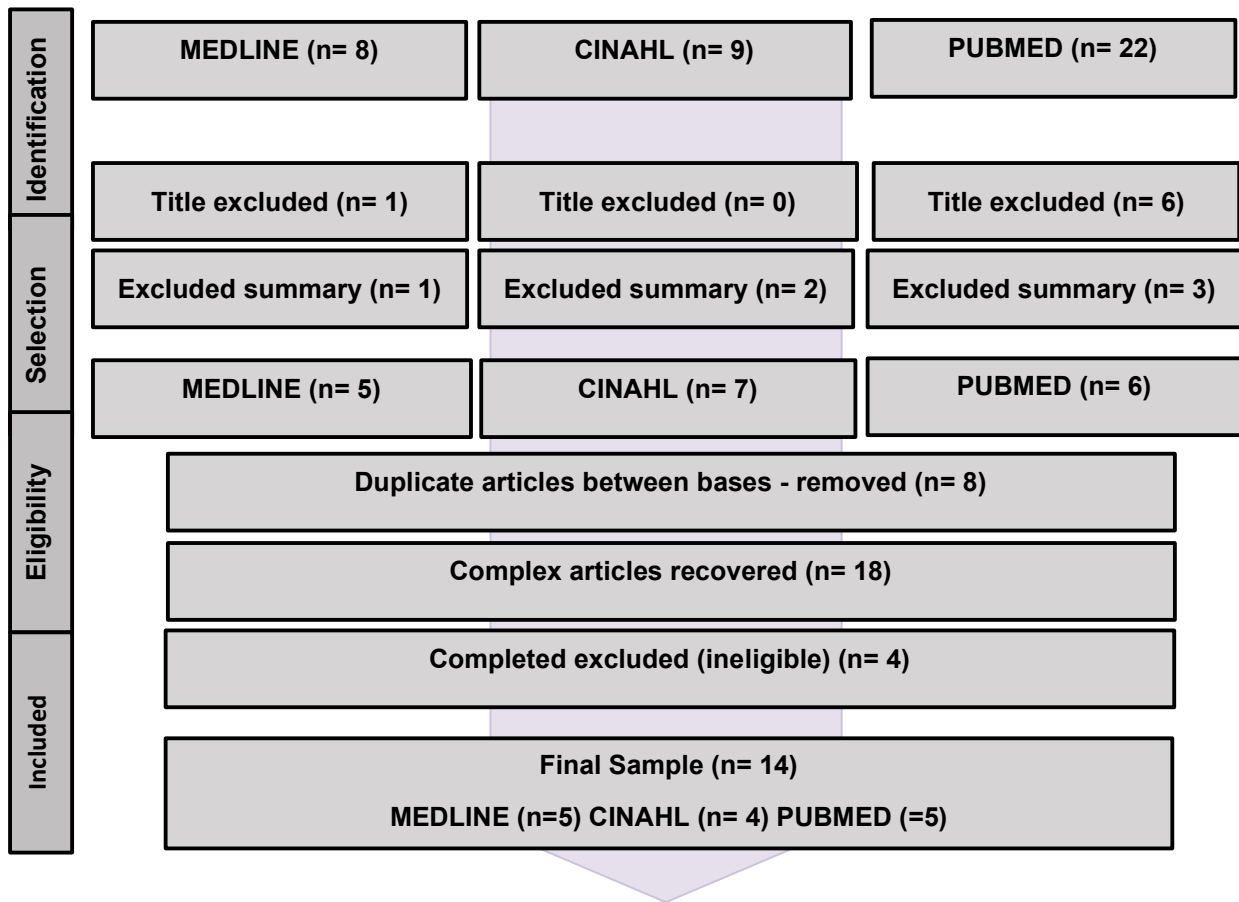 Identification
MEDLINE (n= 8)
CINAHL (n= 9)
PUBMED (n= 22)
Title excluded (n= 1)
Title excluded (n= 0)
Title excluded (n= 6)
Selection
Excluded summary (n= 1)
Excluded summary (n= 2)
Excluded summary (n= 3)
MEDLINE (n= 5)
CINAHL (n= 7)
PUBMED (n= 6)
Eligibility
Duplicate articles between bases - removed (n= 8)
Complex articles recovered (n= 18)
Included
Completed excluded (ineligible) (n= 4)
Final Sample (n= 14)
MEDLINE (n=5) CINAHL (n= 4) PUBMED (=5)